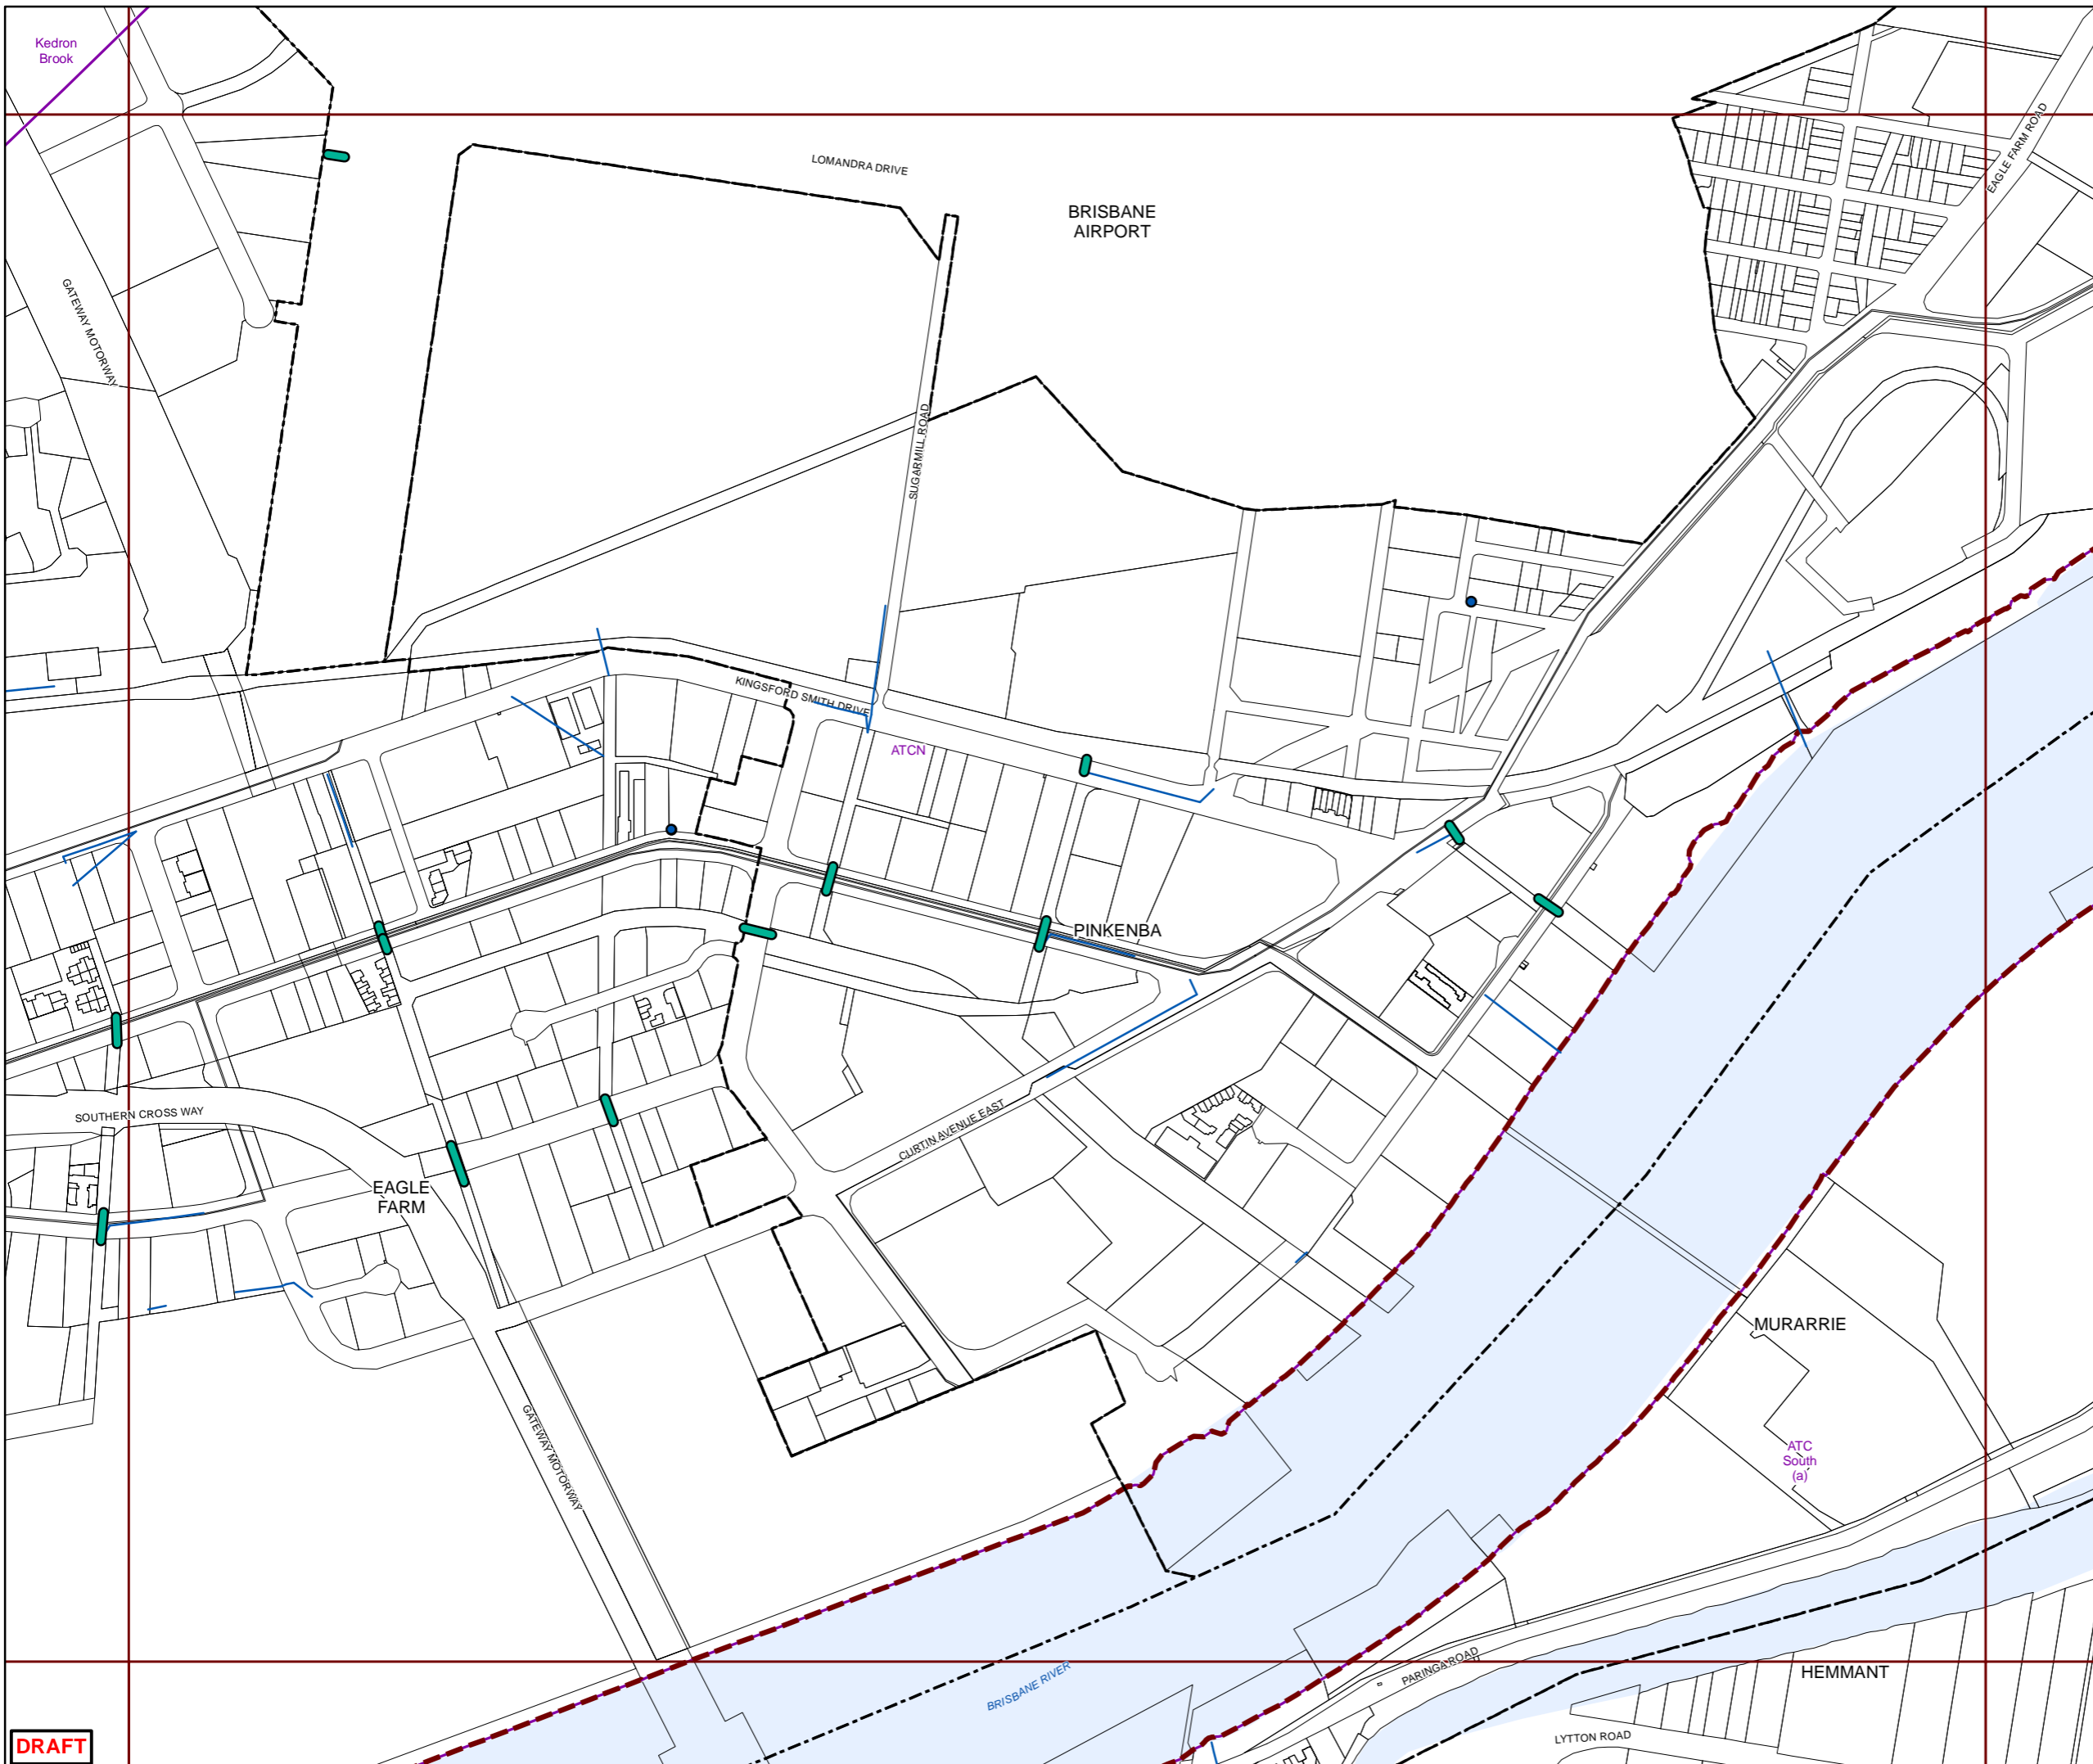 Kedron
Brook
LOMANDRA DRIVE
BRISBANE
AIRPORT
EAGLE FARM ROAD
GATEWAY MOTORWAY
SUGARMILL ROAD
KINGSFORD SMITH DRIVE
ATCN
PINKENBA
SOUTHERN CROSS WAY
CURTIN AVENUE EAST
EAGLE
FARM
MURARRIE
GATEWAY MOTORWAY
ATC
South
(a)
PARINGA ROAD
BRISBANE RIVER
HEMMANT
LYTTON ROAD
DRAFT